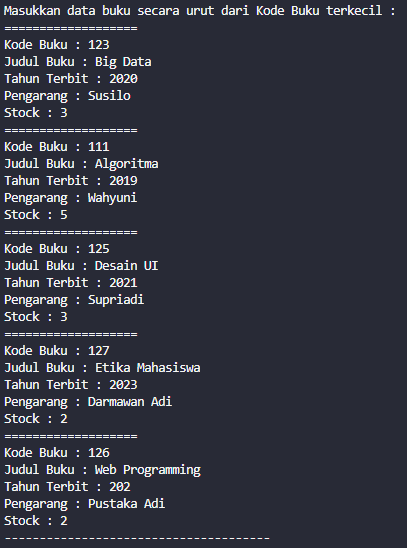 Masukkan data buku secara urut dari Kode Buku terkecil :
===================
Kode Buku : 123
Judul Buku : Big Data
Tahun Terbit : 2020
Pengarang : Susilo
Stock : 3
===================
Kode Buku : 111
Judul Buku : Algoritma
Tahun Terbit : 2019
Pengarang : Wahyuni
Stock : 5
===================
Kode Buku : 125
Judul Buku : Desain UI
Tahun Terbit : 2021
Pengarang : Supriadi
Stock : 3
===================
Kode Buku : 127
Judul Buku : Etika Mahasiswa
Tahun Terbit : 2023
Pengarang : Darmawan Adi
Stock : 2
===================
Kode Buku : 126
Judul Buku : Web Programming
Tahun Terbit : 202
Pengarang : Pustaka Adi
Stock : 2
--------------------------------------